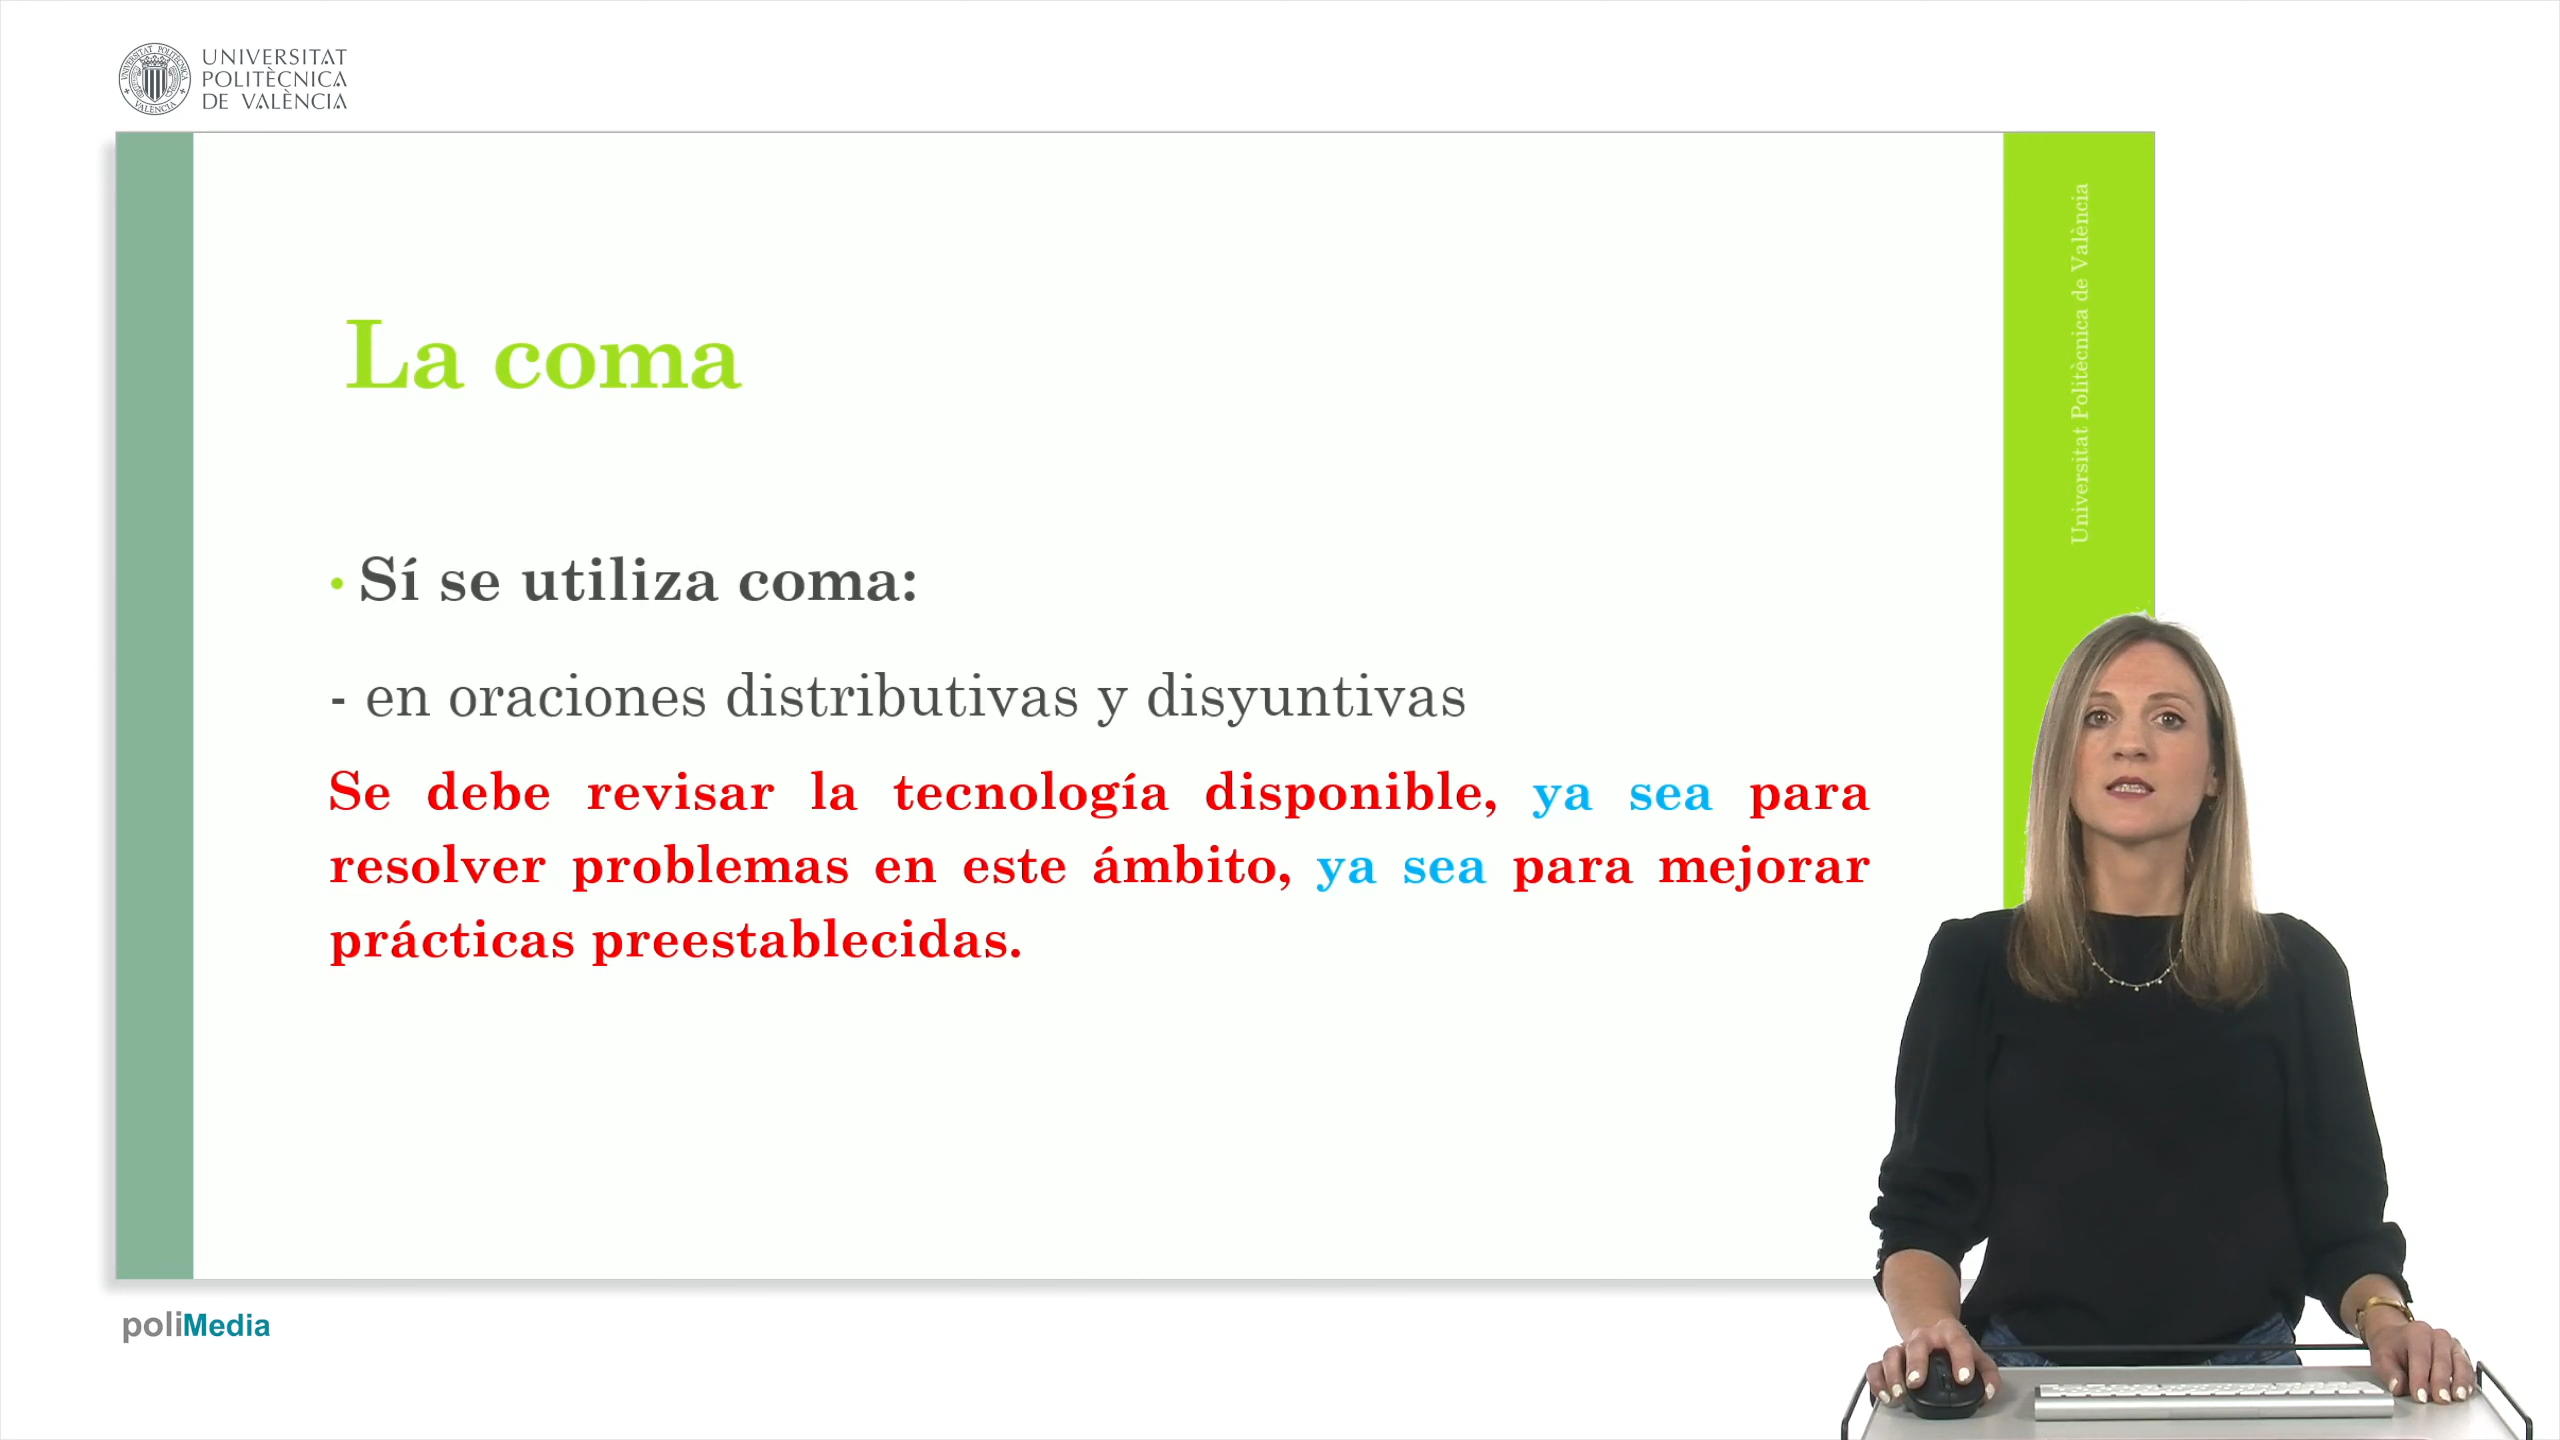 UNIVERSITAT
POLITÈCNICA
DE VALÈNCIA
Universitat Politècnica de València
La coma
• Sí se utiliza coma:
- en oraciones distributivas y disyuntivas
Se debe revisar la tecnología disponible, ya sea para
resolver problemas en este ámbito, ya sea para mejorar
prácticas preestablecidas.
poliMedia